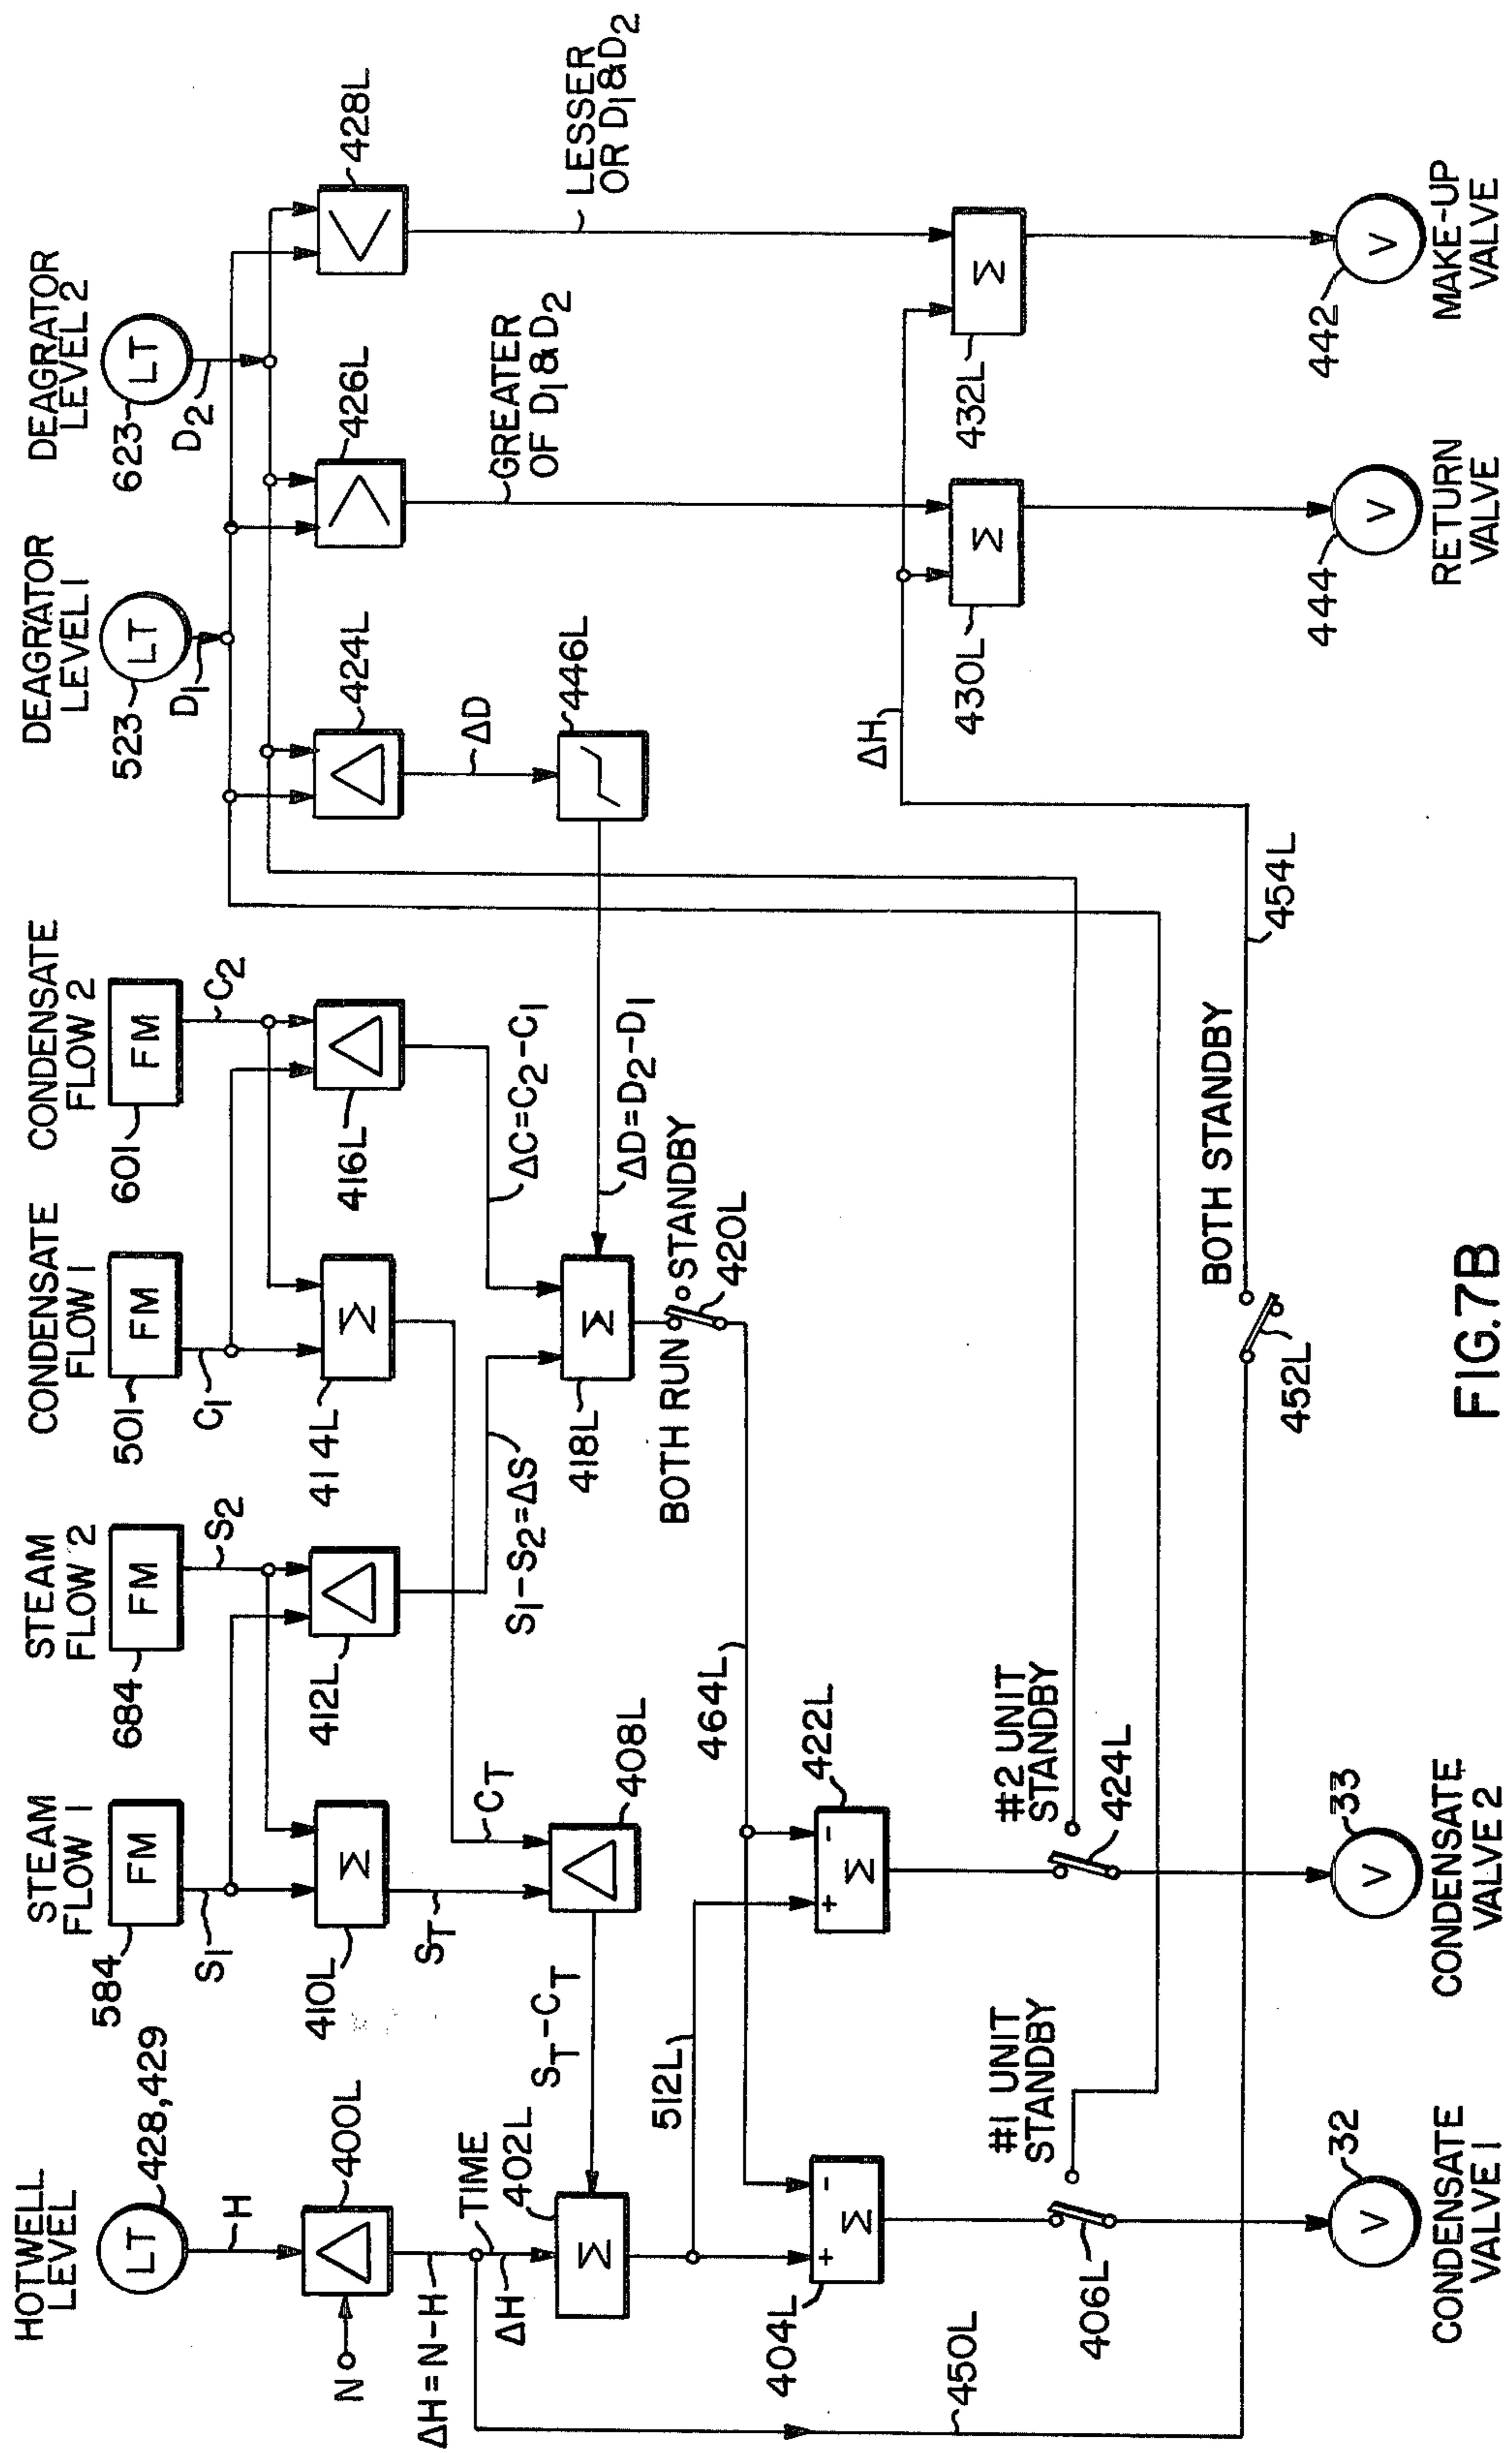 HOTWELL
LEVEL
STEAM
FLOW 1
STEAM
FLOW 2
CONDENSATE
FLOW 1
CONDENSATE
FLOW 2
DEAGRATOR
LEVEL 1
DEAGRATOR
LEVEL 2
LT
428,429
584
FM
684
FM
501
FM
601
FM
523
LT
623
LT
H
S1
S2
C1
C2
D1
D2
N
400L
410L
Σ
412L
△
414L
Σ
416L
△
424L
△
426L
>
428L
<
△
ΔH=N-H
TIME
ΔH
402L
Σ
ST
CT
408L
△
ST-CT
S1-S2=ΔS
ΔC=C2-C1
ΔD
446L
ΔD=D2-D1
GREATER
OF D1 & D2
LESSER
OR D1 & D2
418L
Σ
BOTH RUN
STANDBY
420L
512L
464L
404L
+
Σ
-
422L
+
Σ
-
ΔH
430L
Σ
432L
Σ
#1 UNIT
STANDBY
406L
#2 UNIT
STANDBY
424L
450L
BOTH STANDBY
452L
454L
V
32
V
33
444
V
442
V
CONDENSATE
VALVE 1
CONDENSATE
VALVE 2
RETURN
VALVE
MAKE-UP
VALVE
FIG.7B